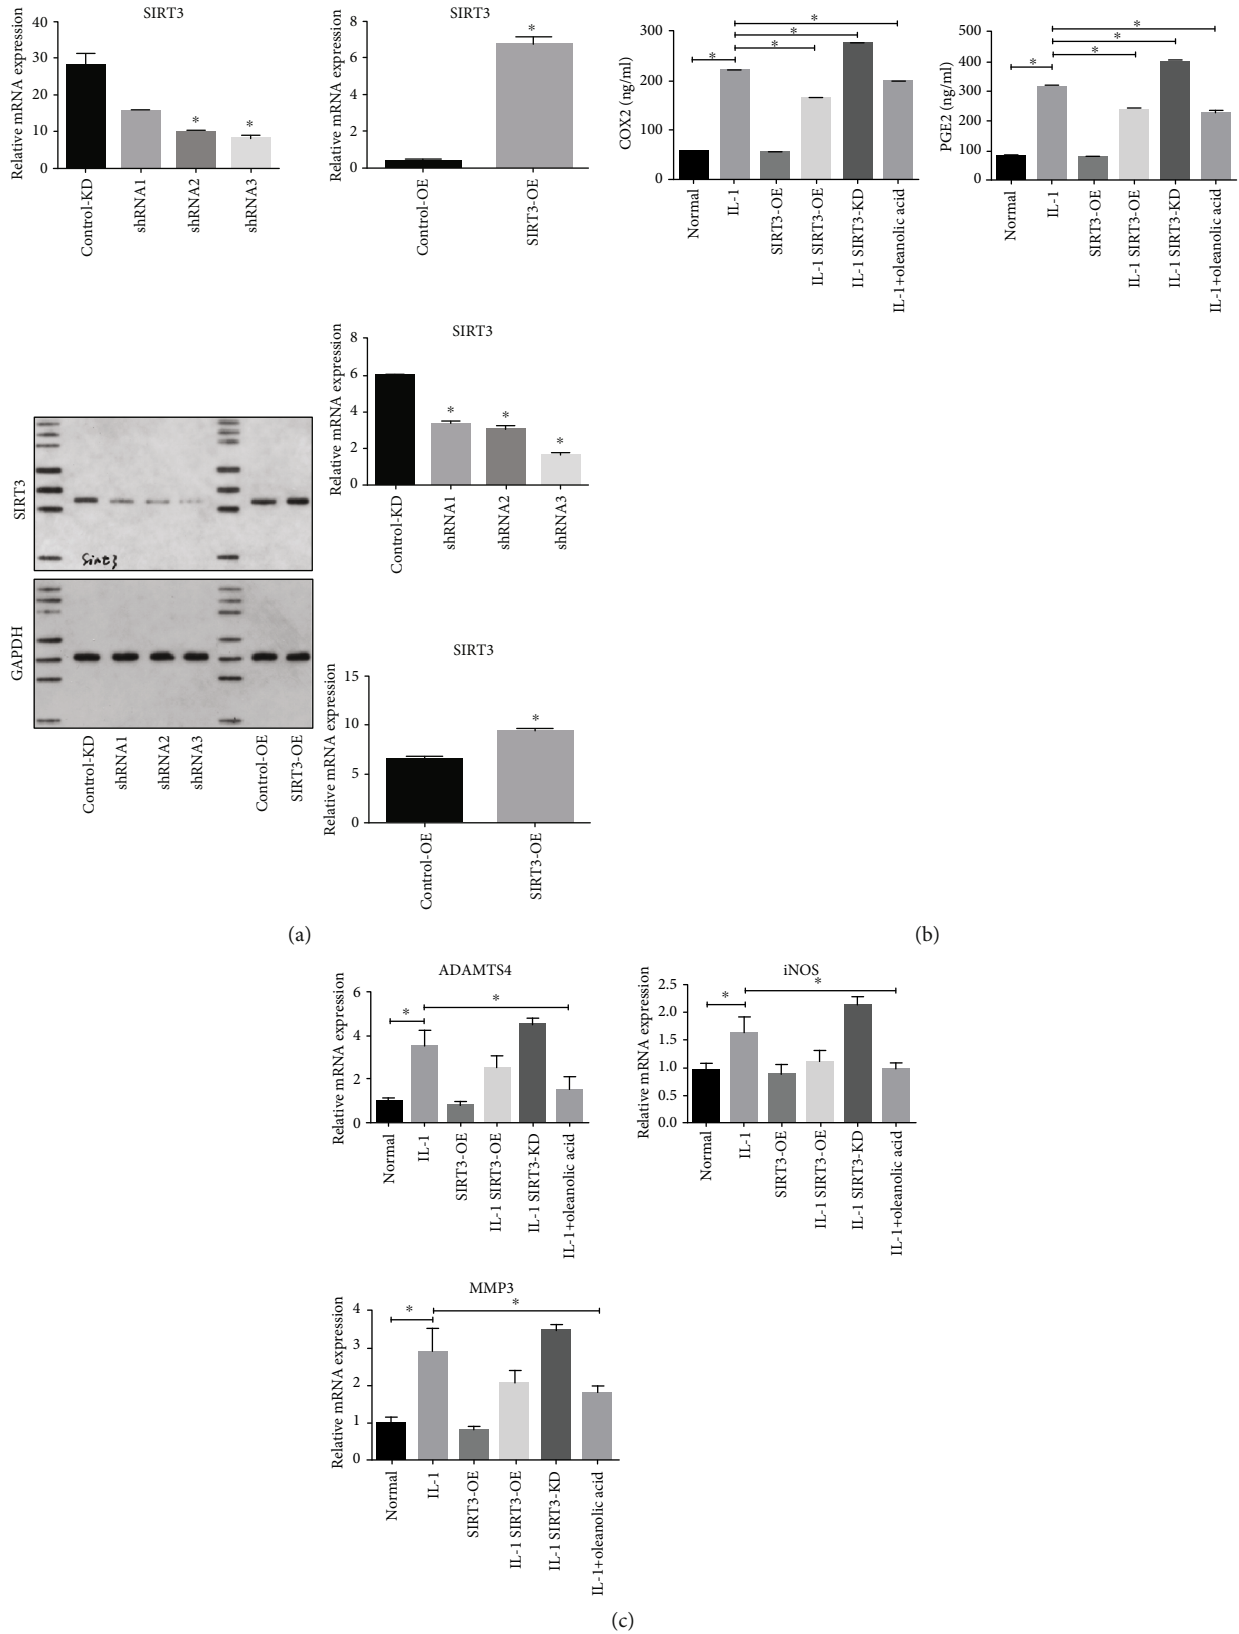 SIRT3
Relative mRNA expression
40
30
20
10
0
Control-KD
shRNA1
shRNA2
shRNA3
*
*
SIRT3
Relative mRNA expression
8
6
4
2
0
Control-OE
SIRT3-OE
*
COX2 (ng/ml)
300
200
100
0
Normal
IL-1
SIRT3-OE
IL-1 SIRT3-OE
IL-1 SIRT3-KD
IL-1+oleanolic acid
*
*
*
*
PGE2 (ng/ml)
500
400
300
200
100
0
Normal
IL-1
SIRT3-OE
IL-1 SIRT3-OE
IL-1 SIRT3-KD
IL-1+oleanolic acid
*
*
*
*
SIRT3
Sirt3
GAPDH
Control-KD
shRNA1
shRNA2
shRNA3
Control-OE
SIRT3-OE
SIRT3
Relative mRNA expression
8
6
4
2
0
Control-KD
shRNA1
shRNA2
shRNA3
*
*
*
SIRT3
Relative mRNA expression
15
10
5
0
Control-OE
SIRT3-OE
*
(a)
(b)
ADAMTS4
Relative mRNA expression
6
4
2
0
Normal
IL-1
SIRT3-OE
IL-1 SIRT3-OE
IL-1 SIRT3-KD
IL-1+oleanolic acid
*
*
iNOS
Relative mRNA expression
2.5
2.0
1.5
1.0
0.5
0.0
Normal
IL-1
SIRT3-OE
IL-1 SIRT3-OE
IL-1 SIRT3-KD
IL-1+oleanolic acid
*
*
MMP3
Relative mRNA expression
4
3
2
1
0
Normal
IL-1
SIRT3-OE
IL-1 SIRT3-OE
IL-1 SIRT3-KD
IL-1+oleanolic acid
*
*
(c)